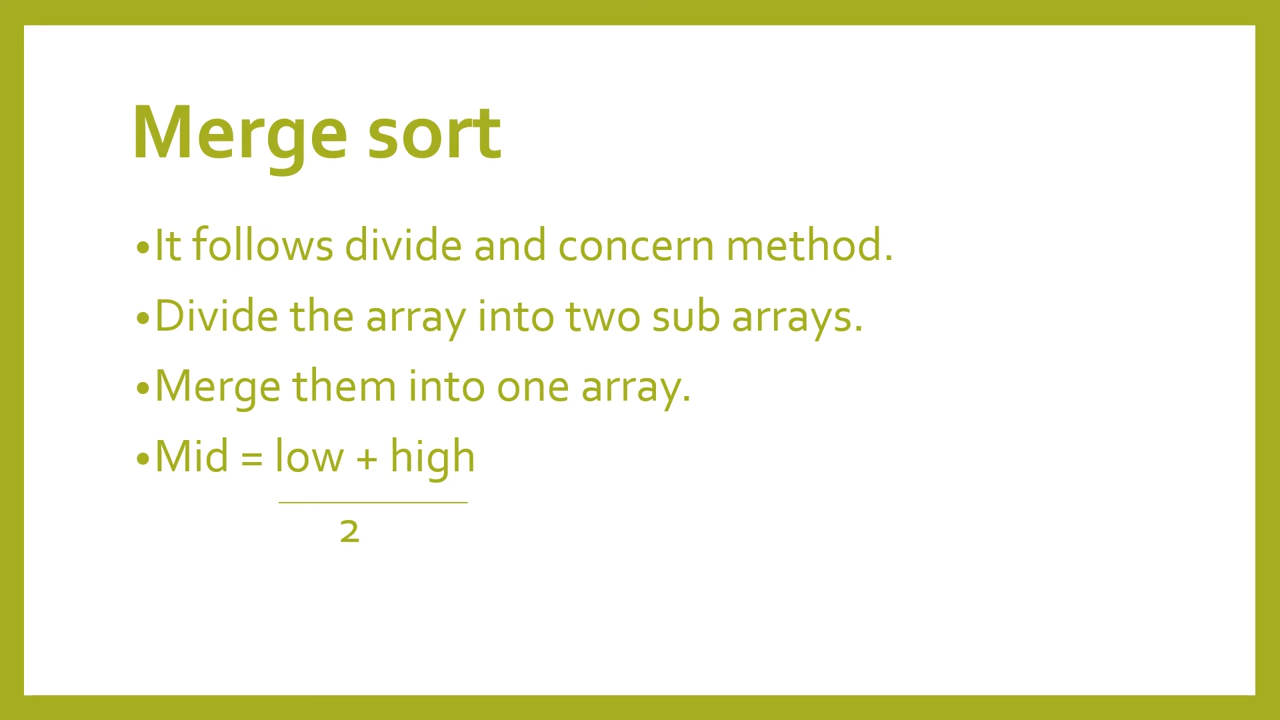 Merge sort
•It follows divide and concern method.
•Divide the array into two sub arrays.
•Merge them into one array.
•Mid = low + high
2